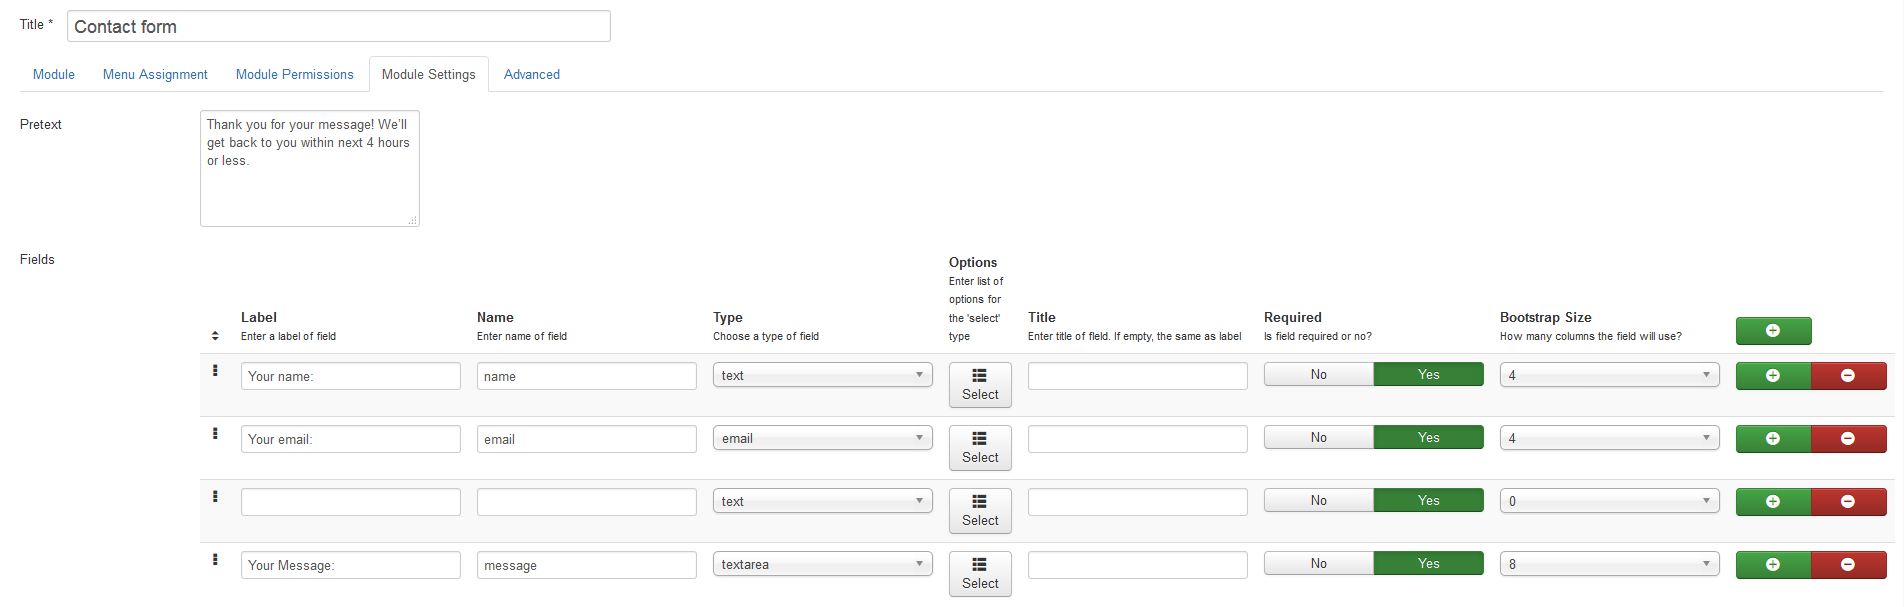 Title *
Contact form
Module
Menu Assignment
Module Permissions
Module Settings
Advanced
Pretext
Thank you for your message! We'll
get back to you within next 4 hours
or less.
Fields
Label
Enter a label of field
Name
Enter name of field
Type
Choose a type of field
Options
Enter list of
options for
the 'select'
type
Title
Enter title of field. If empty, the same as label
Required
Is field required or no?
Bootstrap Size
How many columns the field will use?
Your name:
name
text
Select
No
Yes
4
Your email:
email
email
Select
No
Yes
4
text
Select
No
Yes
0
Your Message:
message
textarea
Select
No
Yes
8